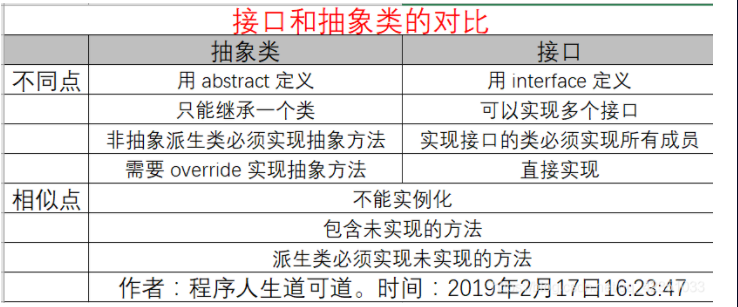 接口和抽象类的对比
抽象类 接口
不同点 用 abstract 定义 用 interface 定义
只能继承一个类 可以实现多个接口
非抽象派生类必须实现抽象方法 实现接口的类必须实现所有成员
需要 override 实现抽象方法 直接实现
相似点 不能实例化
包含未实现的方法
派生类必须实现未实现的方法
作者：程序人生道可道。时间：2019年2月17日16:23:47